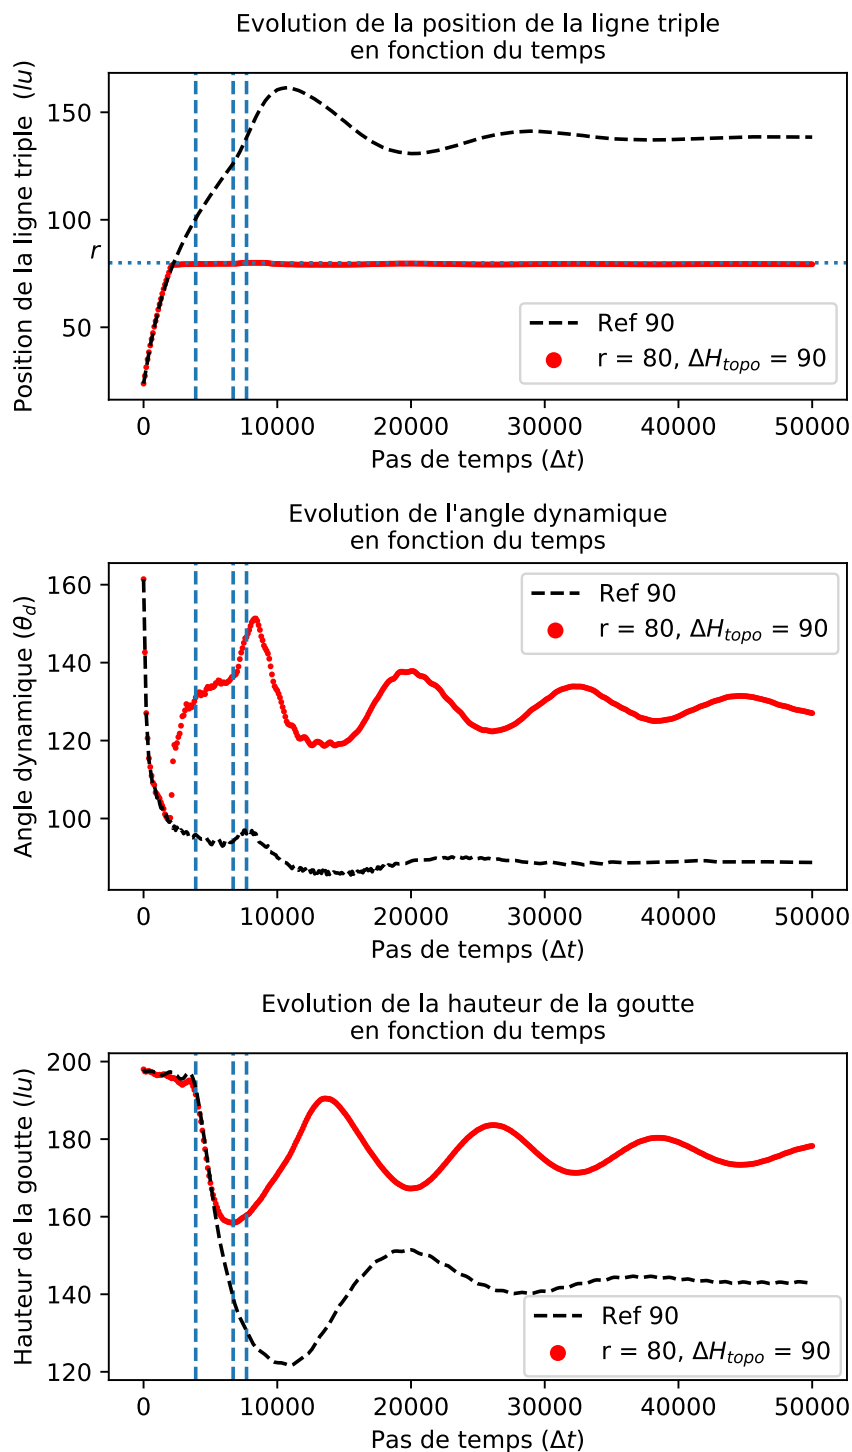 Evolution de la position de la ligne triple
en fonction du temps
Position de la ligne triple (lu)
150
100
r
50
Ref 90
r = 80, ΔH_topo = 90
0 10000 20000 30000 40000 50000
Pas de temps (Δt)
Evolution de l'angle dynamique
en fonction du temps
Angle dynamique (θ_d)
160
140
120
100
Ref 90
r = 80, ΔH_topo = 90
0 10000 20000 30000 40000 50000
Pas de temps (Δt)
Evolution de la hauteur de la goutte
en fonction du temps
Hauteur de la goutte (lu)
200
180
160
140
120
Ref 90
r = 80, ΔH_topo = 90
0 10000 20000 30000 40000 50000
Pas de temps (Δt)